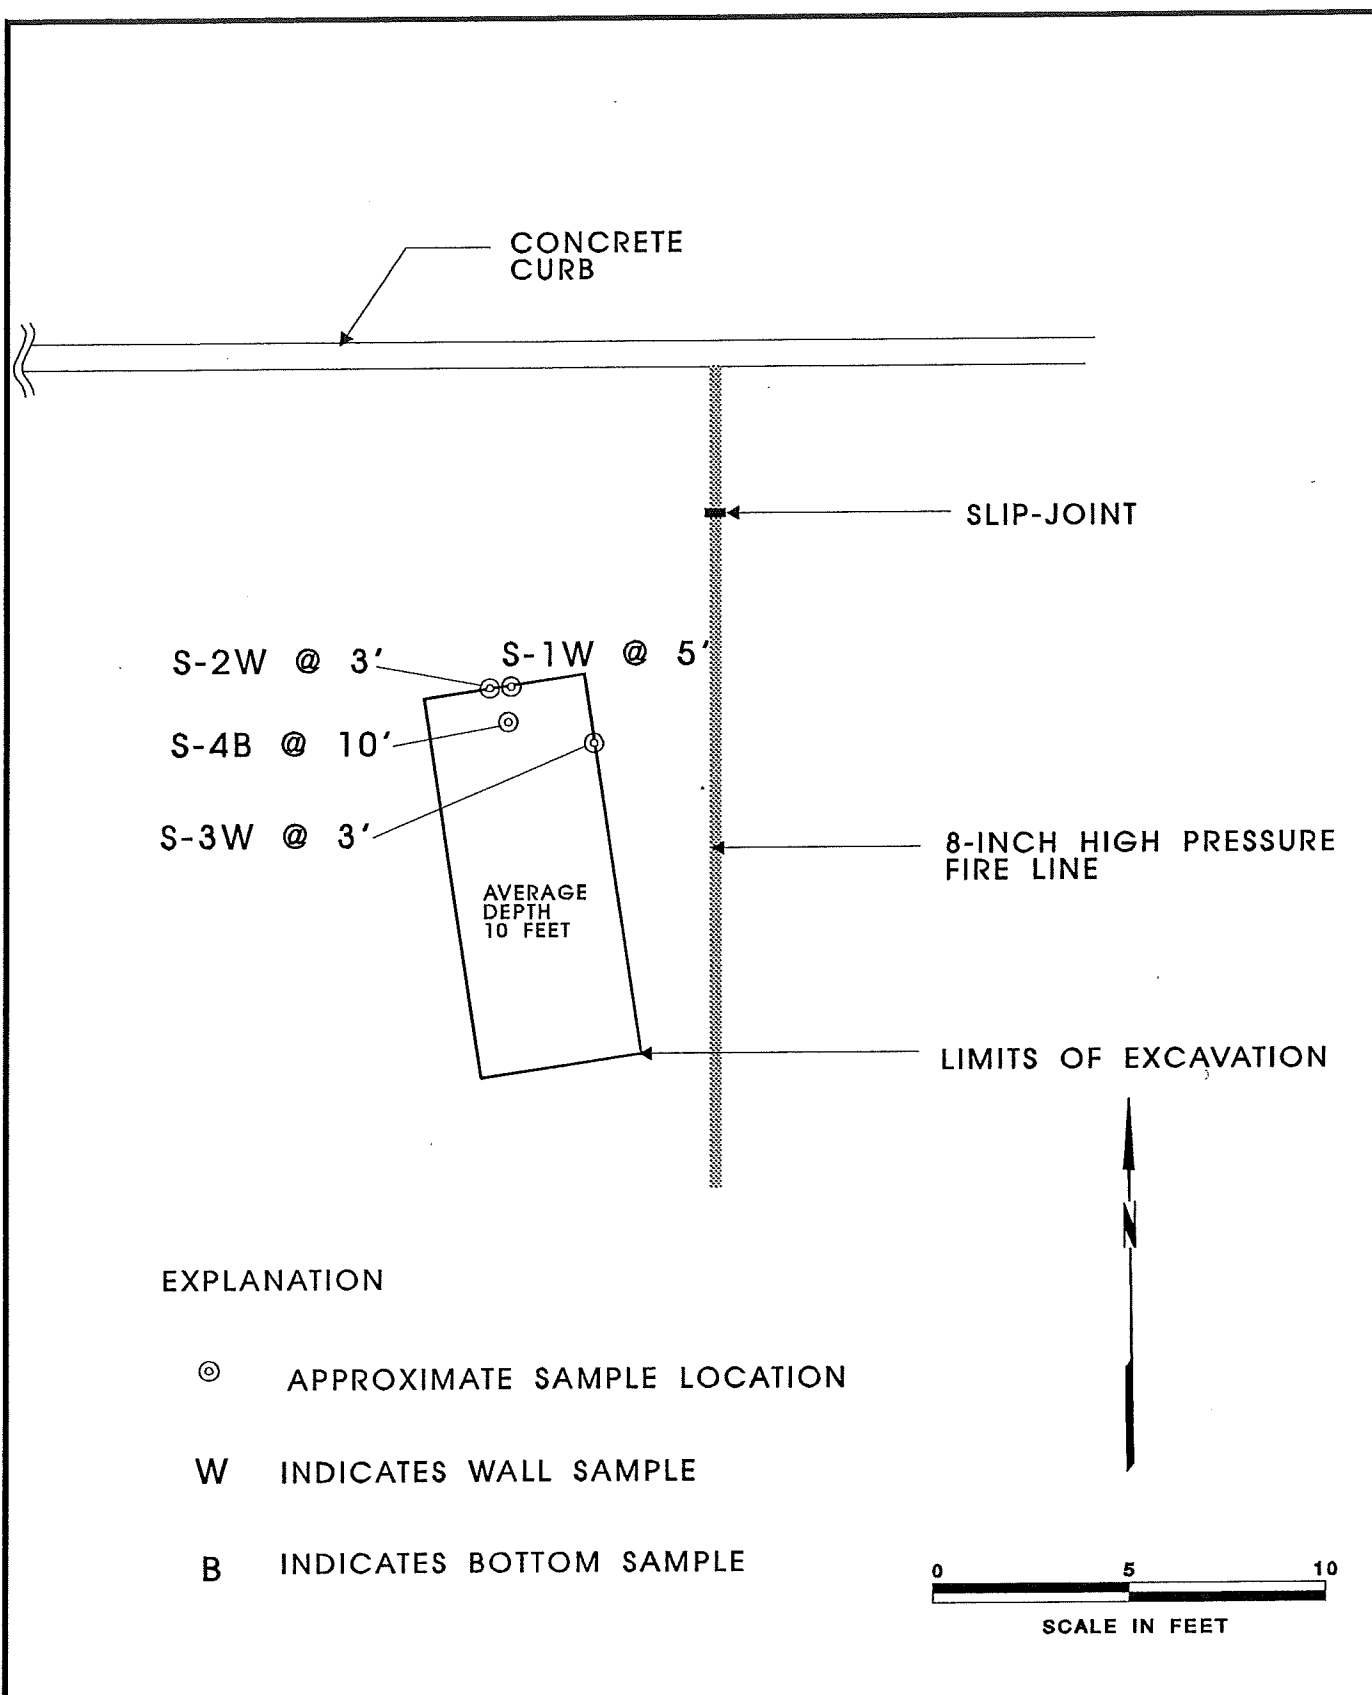 CONCRETE
CURB
SLIP-JOINT
S-2W @ 3'
S-1W @ 5'
S-4B @ 10'
S-3W @ 3'
8-INCH HIGH PRESSURE
FIRE LINE
AVERAGE
DEPTH
10 FEET
LIMITS OF EXCAVATION
N
EXPLANATION
APPROXIMATE SAMPLE LOCATION
W INDICATES WALL SAMPLE
B INDICATES BOTTOM SAMPLE
0 5 10
SCALE IN FEET